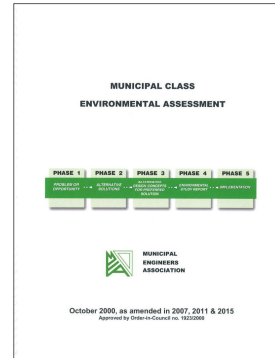 MUNICIPAL CLASS
ENVIRONMENTAL ASSESSMENT
PHASE 1 PHASE 2 PHASE 3 PHASE 4 PHASE 5
PROBLEM OR OPPORTUNITY
ALTERNATIVE SOLUTIONS
ALTERNATIVE DESIGN CONCEPTS FOR PREFERRED SOLUTION
ENVIRONMENTAL STUDY REPORT
IMPLEMENTATION
MUNICIPAL
ENGINEERS
ASSOCIATION
October 2000, as amended in 2007, 2011 & 2015
Approved by Order-in-Council no. 1923/2000